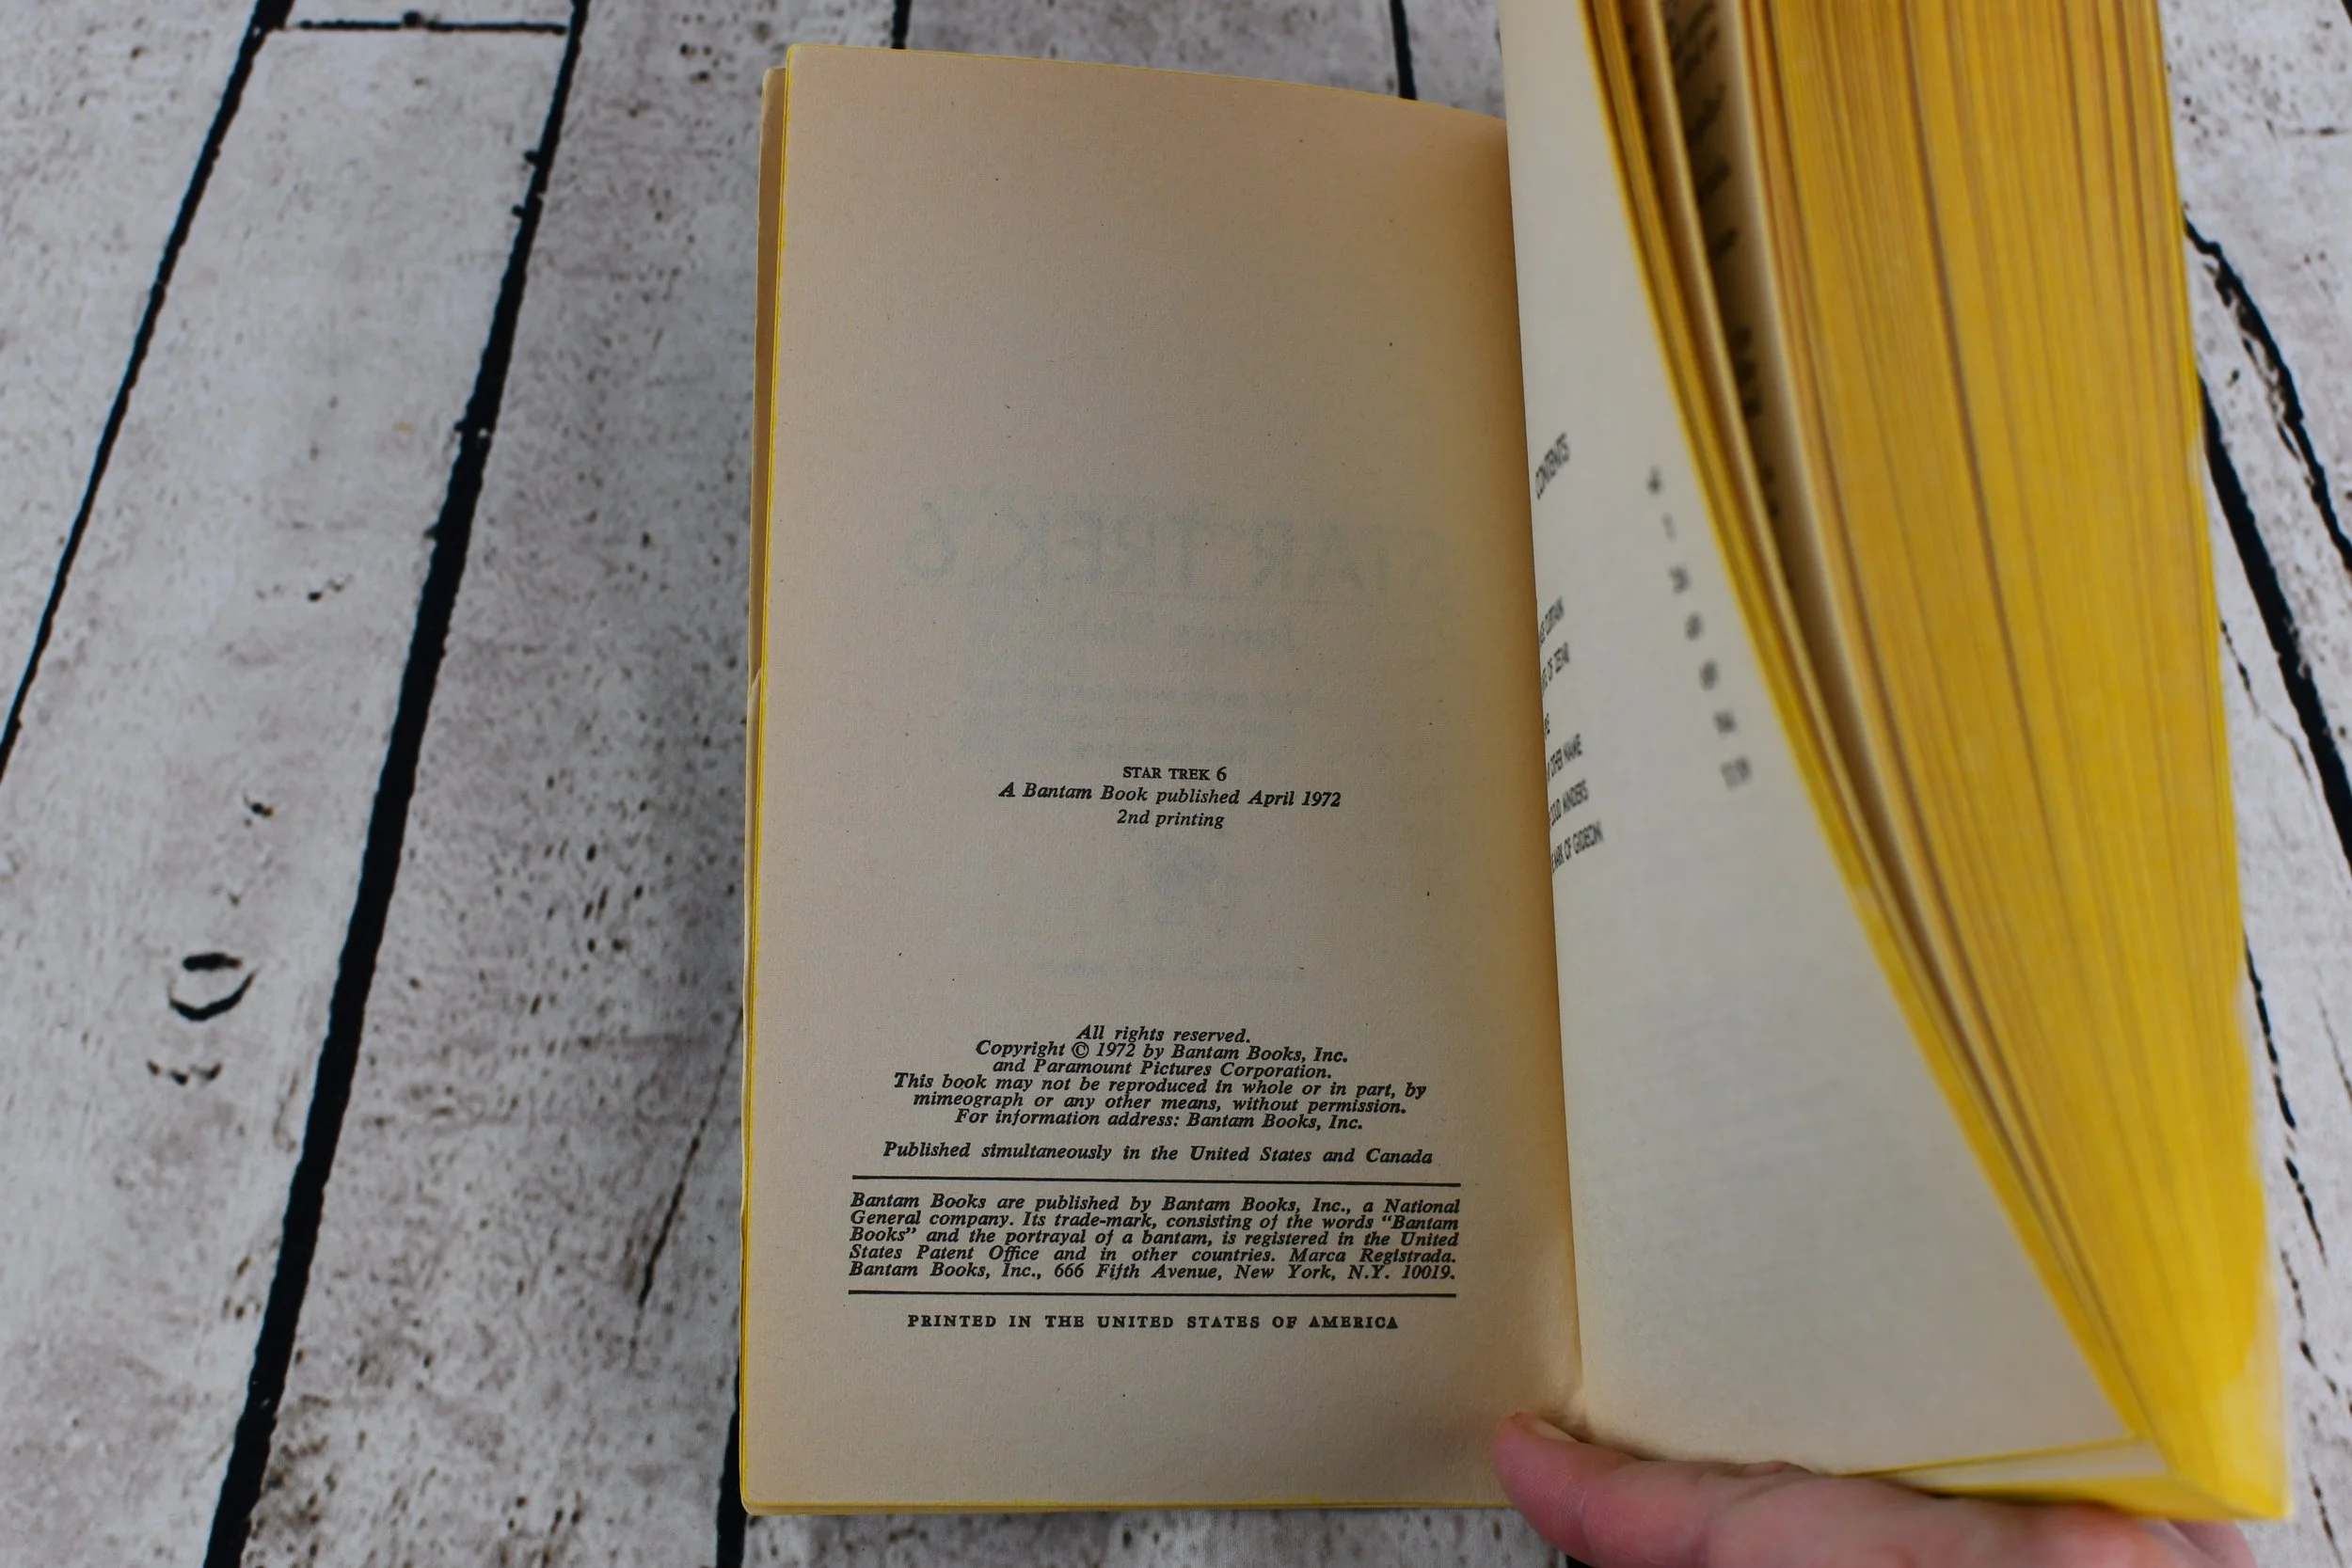 STAR TREK 6
A Bantam Book published April 1972
2nd printing
All rights reserved.
Copyright © 1972 by Bantam Books, Inc.
and Paramount Pictures Corporation.
This book may not be reproduced in whole or in part, by
mimeograph or any other means, without permission.
For information address: Bantam Books, Inc.
Published simultaneously in the United States and Canada
Bantam Books are published by Bantam Books, Inc., a National
General company. Its trade-mark, consisting of the words “Bantam
Books” and the portrayal of a bantam, is registered in the United
States Patent Office and in other countries. Marca Registrada.
Bantam Books, Inc., 666 Fifth Avenue, New York, N.Y. 10019.
PRINTED IN THE UNITED STATES OF AMERICA
CONTENTS
OTHER NAME
OF GIDEON